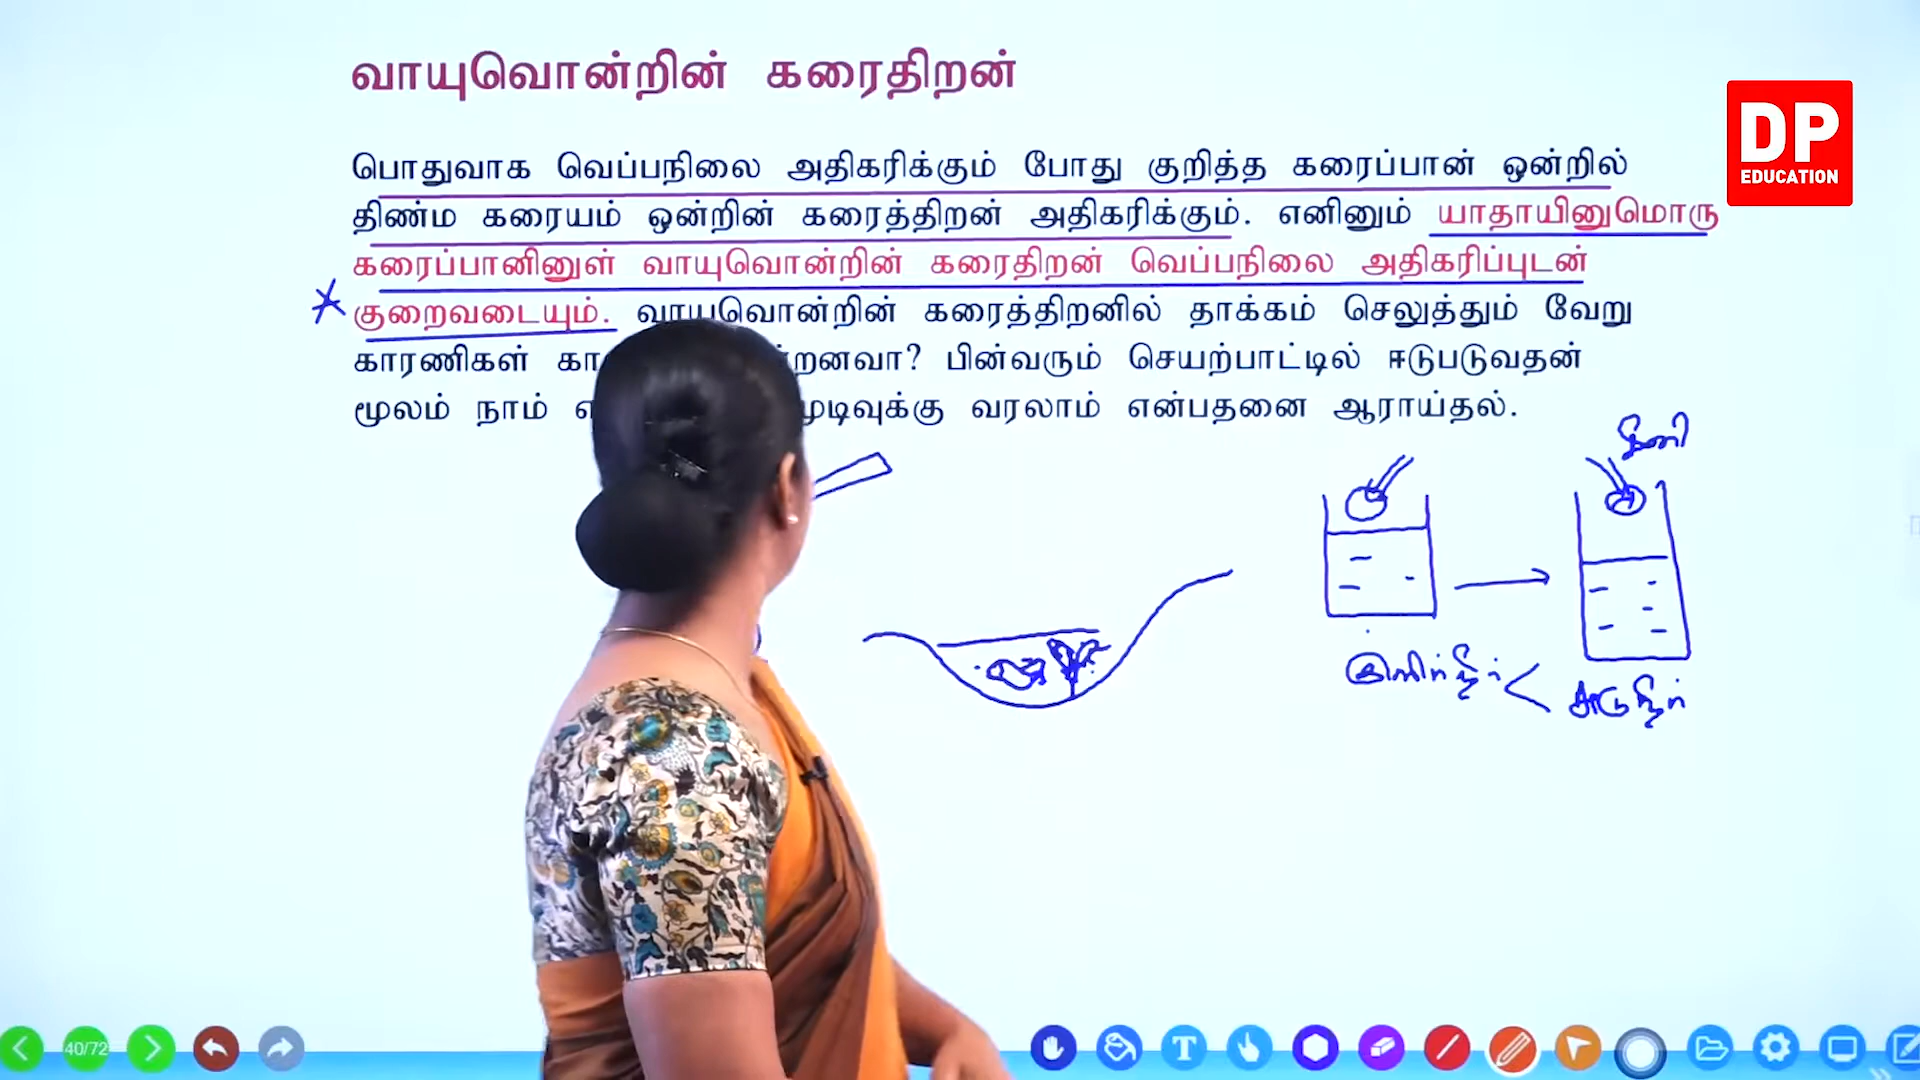 வாயுவொன்றின் கரைதிறன்
DP
EDUCATION
பொதுவாக வெப்பநிலை அதிகரிக்கும் போது குறித்த கரைப்பான் ஒன்றில்
திண்ம கரையம் ஒன்றின் கரைத்திறன் அதிகரிக்கும். எனினும் யாதாயினுமொரு
கரைப்பானினுள் வாயுவொன்றின் கரைதிறன் வெப்பநிலை அதிகரிப்புடன்
குறைவடையும். வாயுவொன்றின் கரைத்திறனில் தாக்கம் செலுத்தும் வேறு
காரணிகள் பின்வரும் செயற்பாட்டில் ஈடுபடுவதன்
மூலம் நாம் வரலாம் என்பதனை ஆராய்தல்.
சீனி
குளிர்நீர் < சுடுநீர்
40/72